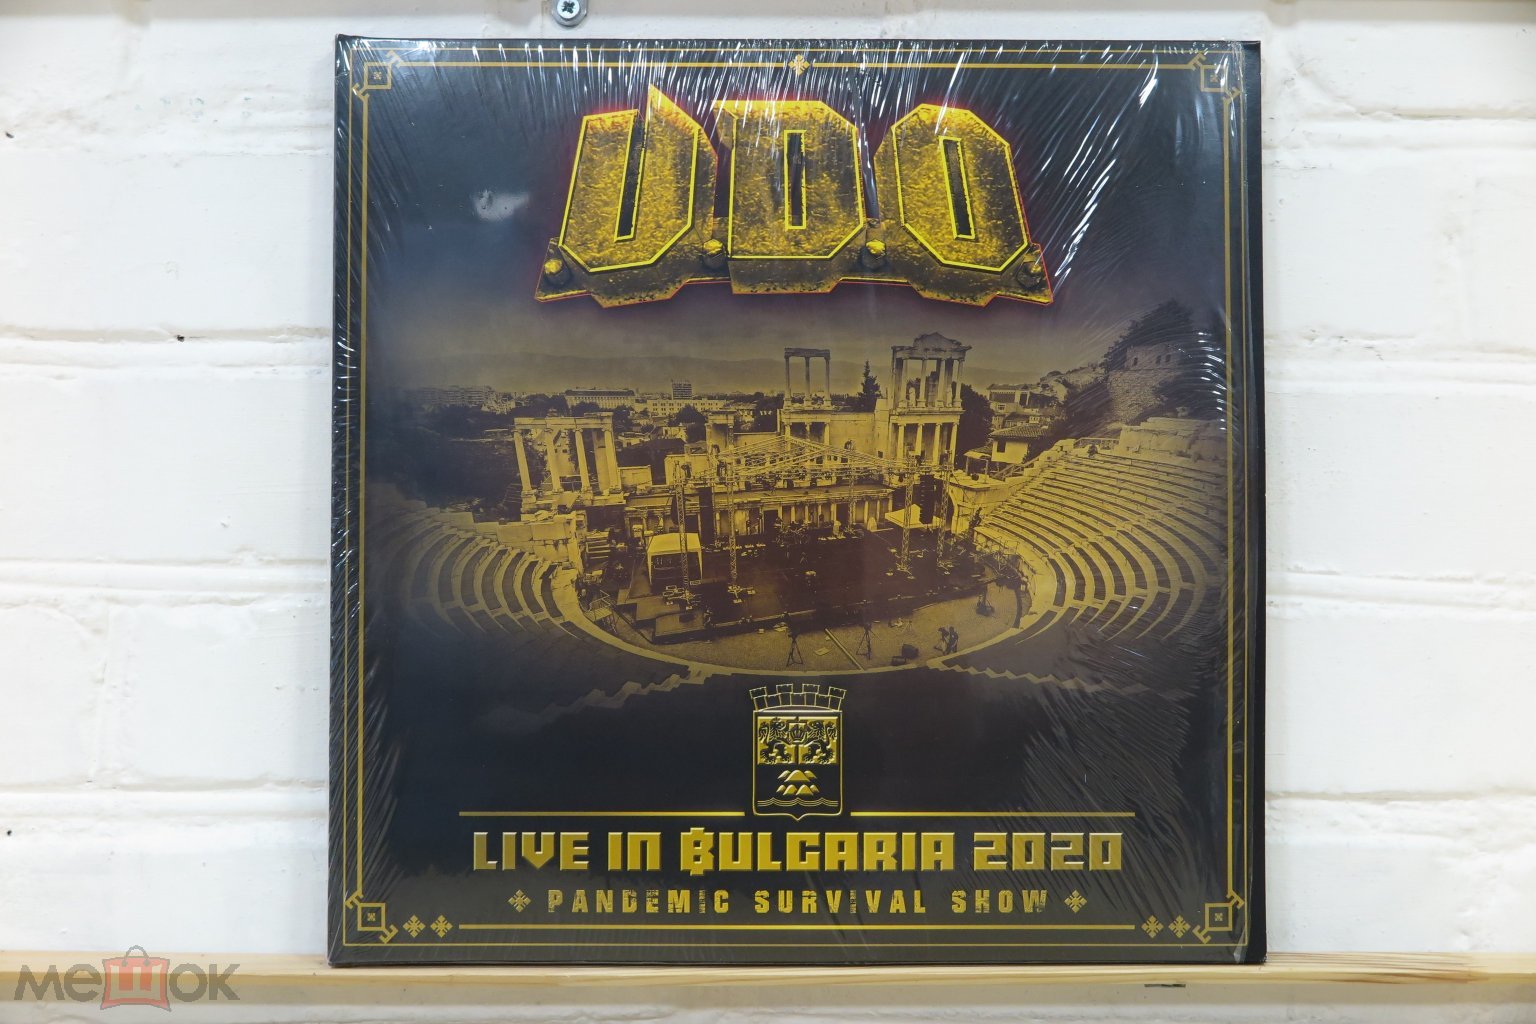 U.D.O.
LIVE IN BULGARIA 2020
PANDEMIC SURVIVAL SHOW
мешок